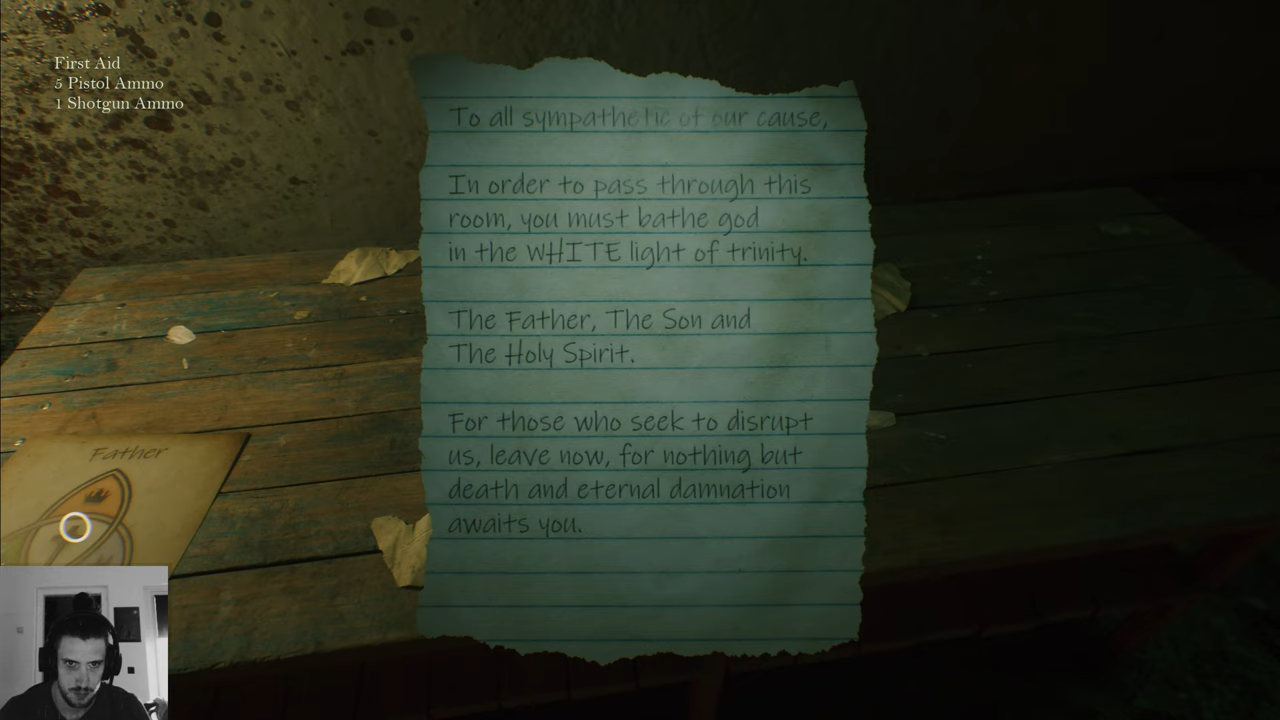 First Aid
5 Pistol Ammo
1 Shotgun Ammo
To all sympathetic of our cause,
In order to pass through this
room, you must bathe god
in the WHITE light of trinity.
The Father, The Son and
The Holy Spirit.
For those who seek to disrupt
us, leave now, for nothing but
death and eternal damnation
awaits you.
Father